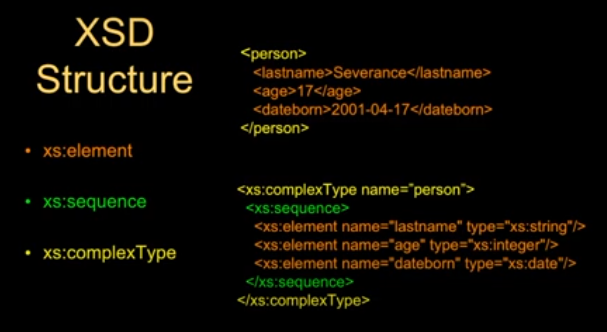 XSD
Structure
• xs:element
• xs:sequence
• xs:complexType
<person>
<lastname>Severance</lastname>
<age>17</age>
<dateborn>2001-04-17</dateborn>
</person>
<xs:complexType name="person">
<xs:sequence>
<xs:element name="lastname" type="xs:string"/>
<xs:element name="age" type="xs:integer"/>
<xs:element name="dateborn" type="xs:date"/>
</xs:sequence>
</xs:complexType>